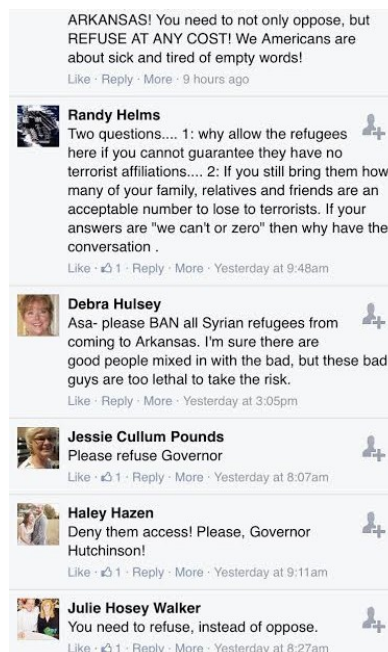 ARKANSAS! You need to not only oppose, but
REFUSE AT ANY COST! We Americans are
about sick and tired of empty words!
Like · Reply · More · 9 hours ago
Randy Helms
Two questions.... 1: why allow the refugees
here if you cannot guarantee they have no
terrorist affiliations.... 2: If you still bring them how
many of your family, relatives and friends are an
acceptable number to lose to terrorists. If your
answers are "we can't or zero" then why have the
conversation .
Like · 1 · Reply · More · Yesterday at 9:48am
Debra Hulsey
Asa- please BAN all Syrian refugees from
coming to Arkansas. I'm sure there are
good people mixed in with the bad, but these bad
guys are too lethal to take the risk.
Like · Reply · More · Yesterday at 3:05pm
Jessie Cullum Pounds
Please refuse Governor
Like · 1 · Reply · More · Yesterday at 8:07am
Haley Hazen
Deny them access! Please, Governor
Hutchinson!
Like · 1 · Reply · More · Yesterday at 9:11am
Julie Hosey Walker
You need to refuse, instead of oppose.
Like · 1 · Reply · More · Yesterday at 8:27am